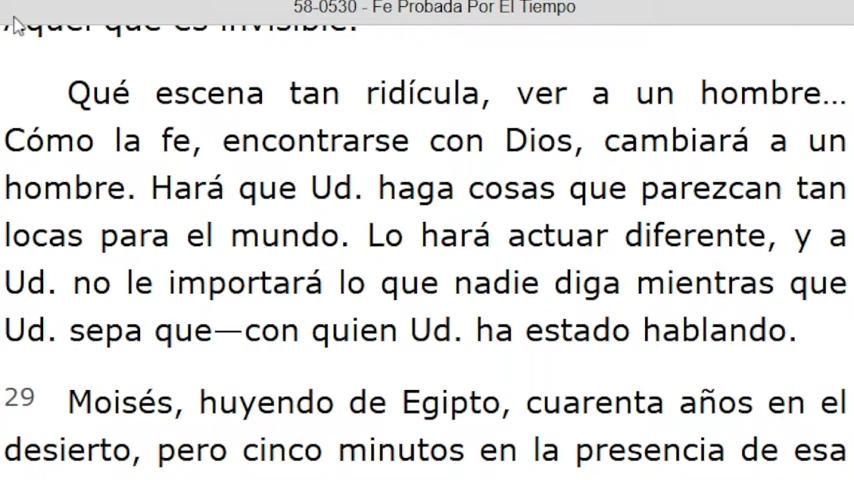 58-0530 - Fe Probada Por El Tiempo
Aquel que es invisible.
Qué escena tan ridícula, ver a un hombre…
Cómo la fe, encontrarse con Dios, cambiará a un
hombre. Hará que Ud. haga cosas que parezcan tan
locas para el mundo. Lo hará actuar diferente, y a
Ud. no le importará lo que nadie diga mientras que
Ud. sepa que—con quien Ud. ha estado hablando.
29 Moisés, huyendo de Egipto, cuarenta años en el
desierto, pero cinco minutos en la presencia de esa